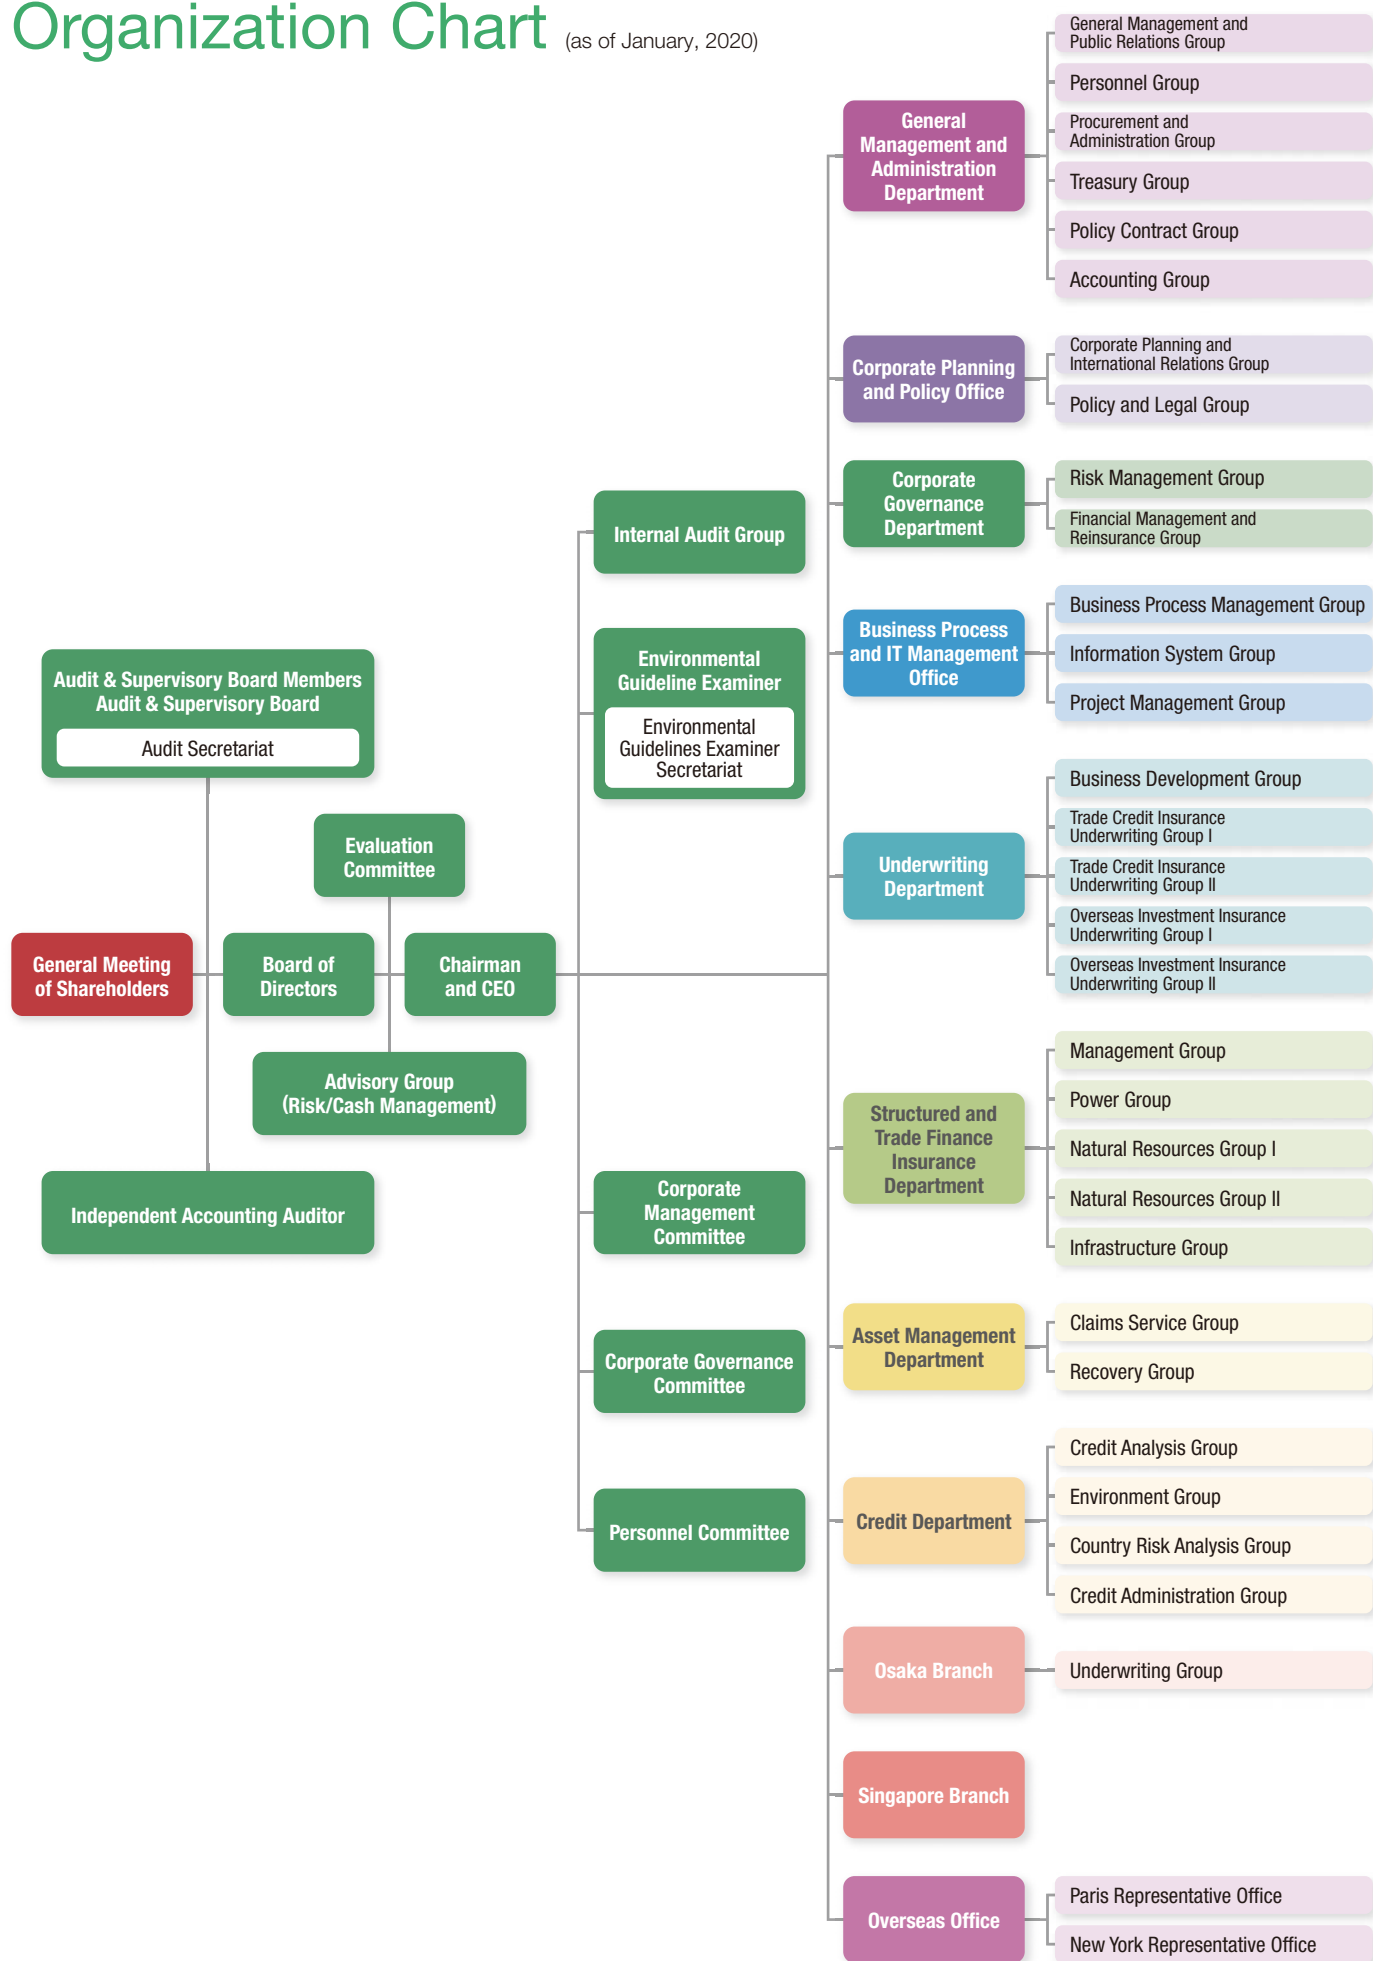 Organization Chart (as of January, 2020)
General Meeting
of Shareholders
Audit & Supervisory Board Members
Audit & Supervisory Board
Audit Secretariat
Independent Accounting Auditor
Board of
Directors
Evaluation
Committee
Advisory Group
(Risk/Cash Management)
Chairman
and CEO
Internal Audit Group
Environmental
Guideline Examiner
Environmental
Guidelines Examiner
Secretariat
Corporate
Management
Committee
Corporate Governance
Committee
Personnel Committee
General
Management and
Administration
Department
General Management and
Public Relations Group
Personnel Group
Procurement and
Administration Group
Treasury Group
Policy Contract Group
Accounting Group
Corporate Planning
and Policy Office
Corporate Planning and
International Relations Group
Policy and Legal Group
Corporate
Governance
Department
Risk Management Group
Financial Management and
Reinsurance Group
Business Process
and IT Management
Office
Business Process Management Group
Information System Group
Project Management Group
Underwriting
Department
Business Development Group
Trade Credit Insurance
Underwriting Group I
Trade Credit Insurance
Underwriting Group II
Overseas Investment Insurance
Underwriting Group I
Overseas Investment Insurance
Underwriting Group II
Structured and
Trade Finance
Insurance
Department
Management Group
Power Group
Natural Resources Group I
Natural Resources Group II
Infrastructure Group
Asset Management
Department
Claims Service Group
Recovery Group
Credit Department
Credit Analysis Group
Environment Group
Country Risk Analysis Group
Credit Administration Group
Osaka Branch
Underwriting Group
Singapore Branch
Overseas Office
Paris Representative Office
New York Representative Office